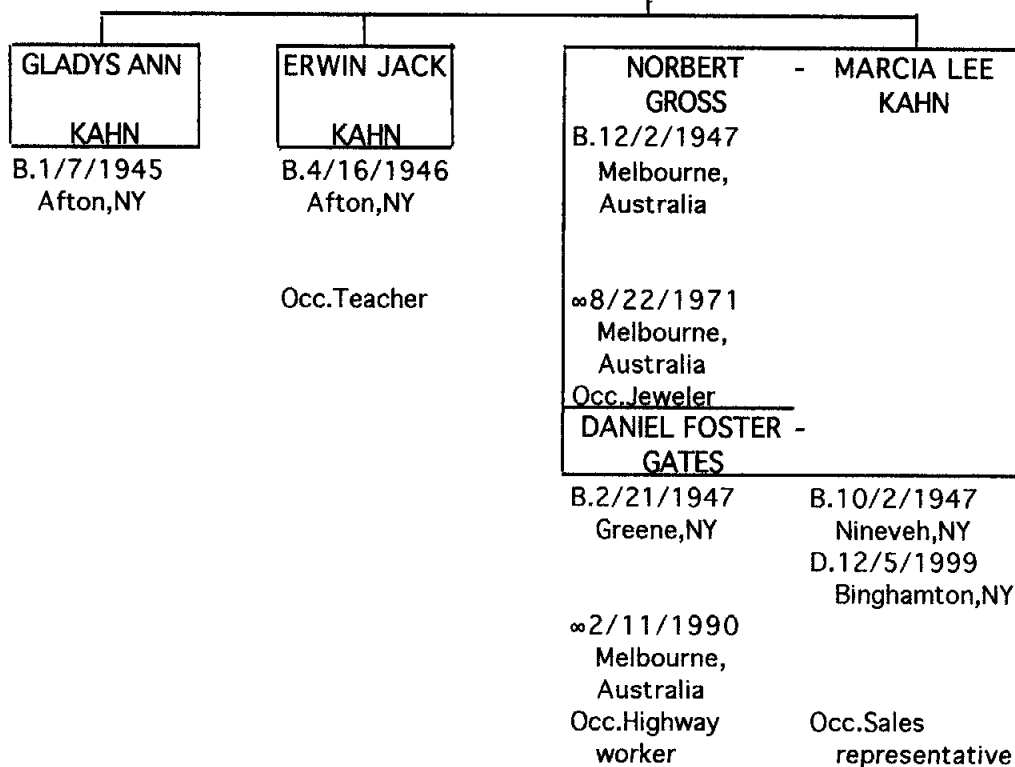 GLADYS ANN
KAHN
B.1/7/1945
Afton,NY
ERWIN JACK
KAHN
B.4/16/1946
Afton,NY
Occ.Teacher
NORBERT - MARCIA LEE
GROSS KAHN
B.12/2/1947
Melbourne,
Australia
∞8/22/1971
Melbourne,
Australia
Occ.Jeweler
DANIEL FOSTER -
GATES
B.2/21/1947
Greene,NY
∞2/11/1990
Melbourne,
Australia
Occ.Highway
worker
B.10/2/1947
Nineveh,NY
D.12/5/1999
Binghamton,NY
Occ.Sales
representative